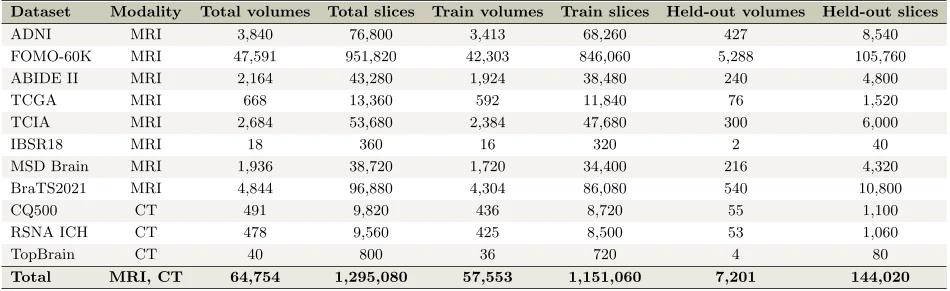 Dataset Modality Total volumes Total slices Train volumes Train slices Held-out volumes Held-out slices
ADNI MRI 3,840 76,800 3,413 68,260 427 8,540
FOMO-60K MRI 47,591 951,820 42,303 846,060 5,288 105,760
ABIDE II MRI 2,164 43,280 1,924 38,480 240 4,800
TCGA MRI 668 13,360 592 11,840 76 1,520
TCIA MRI 2,684 53,680 2,384 47,680 300 6,000
IBSR18 MRI 18 360 16 320 2 40
MSD Brain MRI 1,936 38,720 1,720 34,400 216 4,320
BraTS2021 MRI 4,844 96,880 4,304 86,080 540 10,800
CQ500 CT 491 9,820 436 8,720 55 1,100
RSNA ICH CT 478 9,560 425 8,500 53 1,060
TopBrain CT 40 800 36 720 4 80
Total MRI, CT 64,754 1,295,080 57,553 1,151,060 7,201 144,020